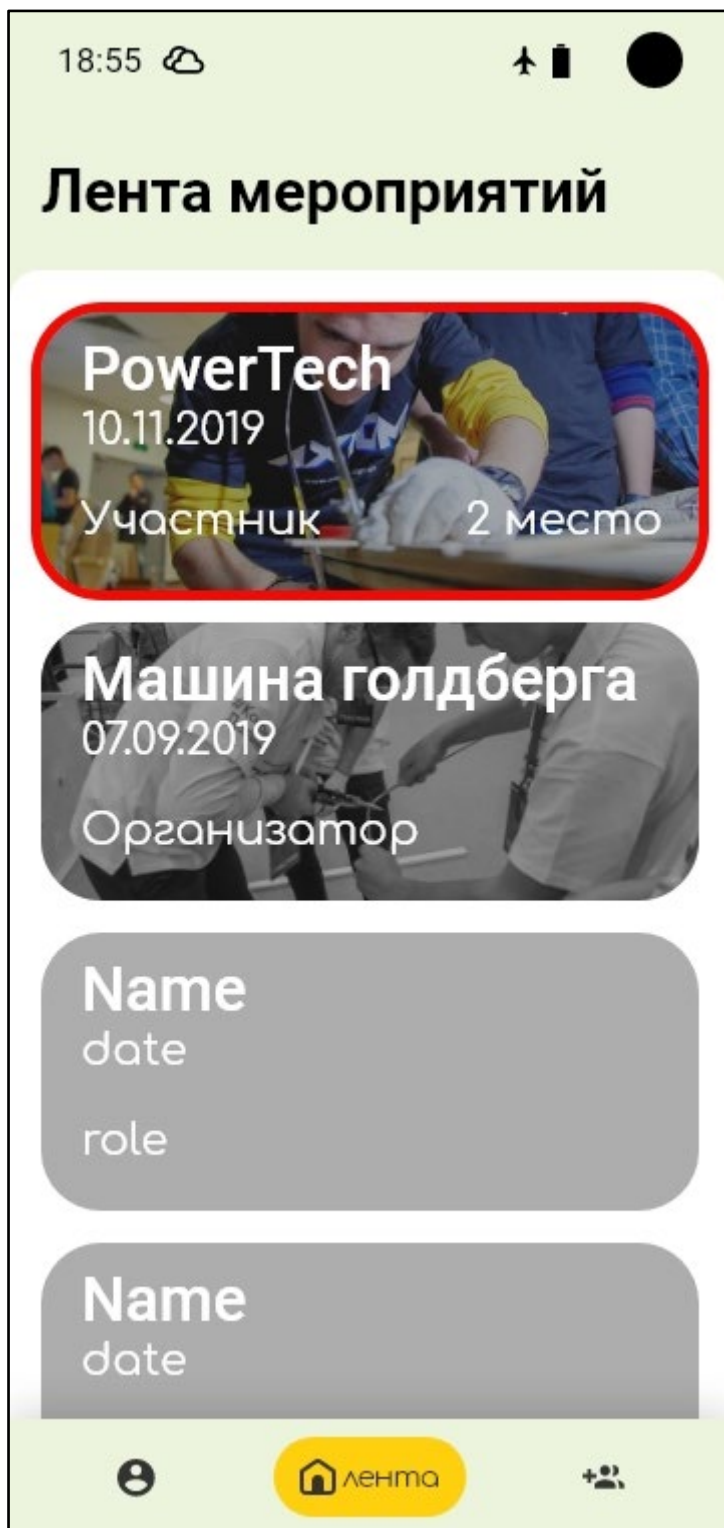 18:55
Лента мероприятий
PowerTech
10.11.2019
Участник 2 место
Машина голдберга
07.09.2019
Организатор
Name
date
role
Name
date
лента